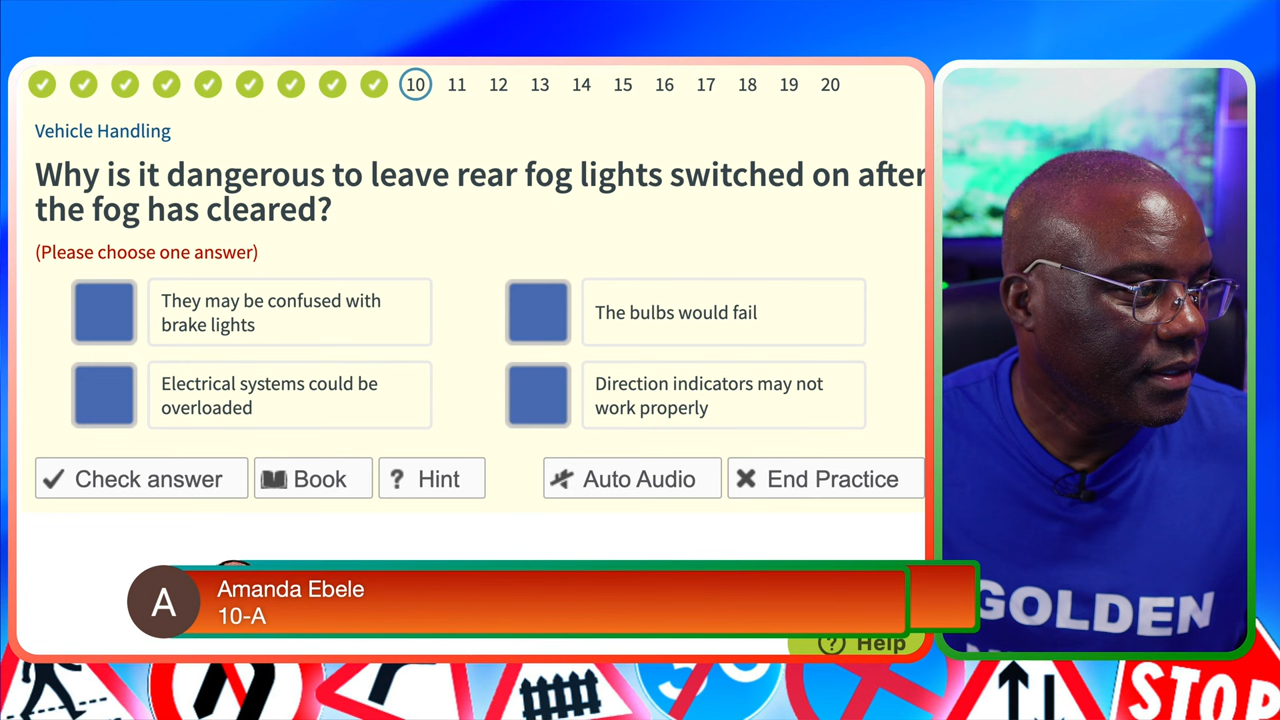 10 11 12 13 14 15 16 17 18 19 20
Vehicle Handling
Why is it dangerous to leave rear fog lights switched on after
the fog has cleared?
(Please choose one answer)
They may be confused with
brake lights
The bulbs would fail
Electrical systems could be
overloaded
Direction indicators may not
work properly
Check answer
Book
? Hint
Auto Audio
End Practice
A
Amanda Ebele
10-A
? Help
GOLDEN
STOP